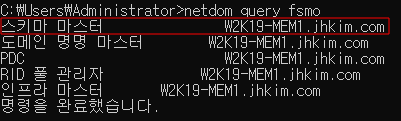 C:\Users\Administrator>netdom query fsmo
스키마 마스터 W2K19-MEM1.jhkim.com
도메인 명명 마스터 W2K19-MEM1.jhkim.com
PDC W2K19-MEM1.jhkim.com
RID 풀 관리자 W2K19-MEM1.jhkim.com
인프라 마스터 W2K19-MEM1.jhkim.com
명령을 완료했습니다.